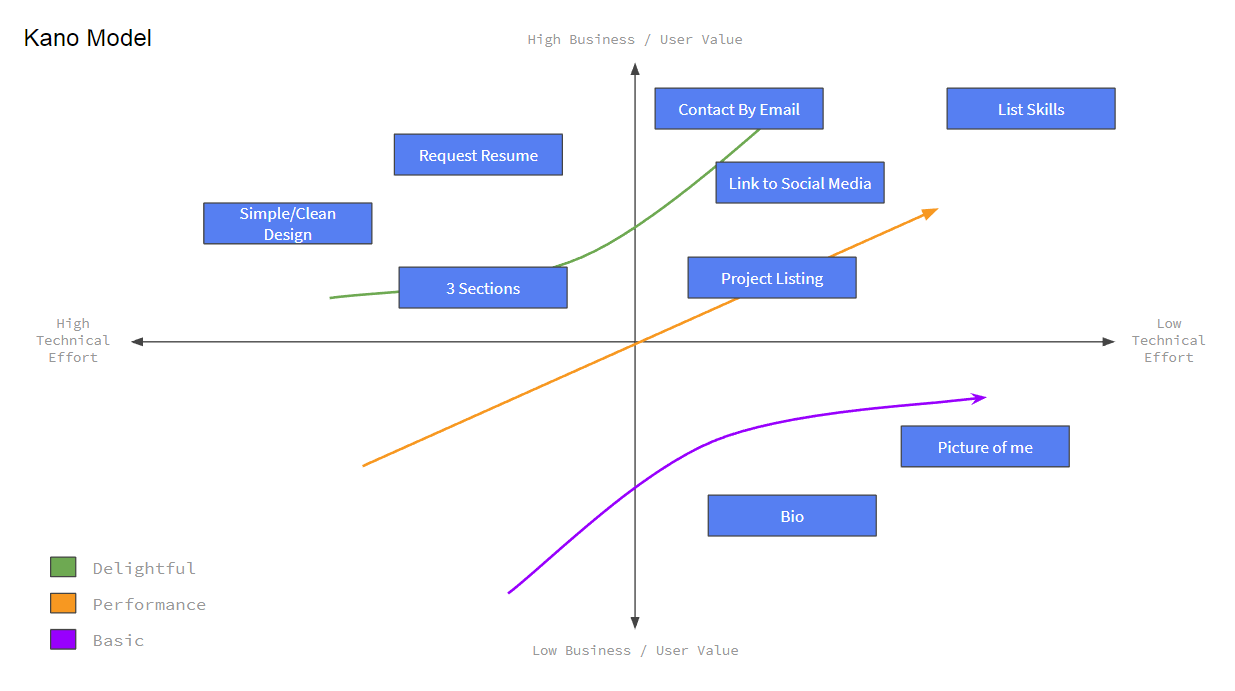 Kano Model
High Business / User Value
Contact By Email
List Skills
Request Resume
Link to Social Media
Simple/Clean
Design
3 Sections
Project Listing
High
Technical
Effort
Low
Technical
Effort
Picture of me
Bio
Delightful
Performance
Basic
Low Business / User Value